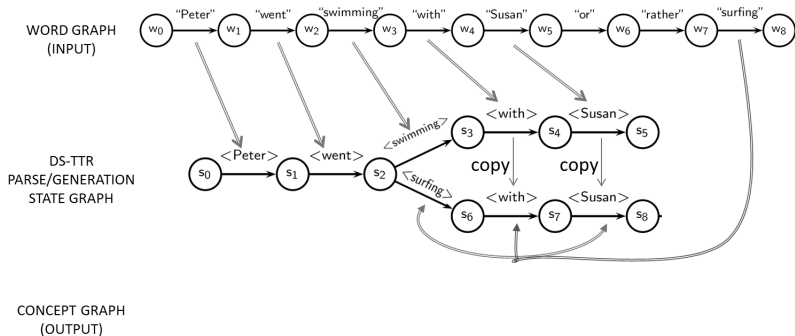 WORD GRAPH
(INPUT)
w0 “Peter” w1 “went” w2 “swimming” w3 “with” w4 “Susan” w5 “or” w6 “rather” w7 “surfing” w8
DS-TTR
PARSE/GENERATION
STATE GRAPH
s0 <Peter> s1 <went> s2
<swimming> s3 <with> s4 <Susan> s5
copy copy
<surfing> s6 <with> s7 <Susan> s8
CONCEPT GRAPH
(OUTPUT)